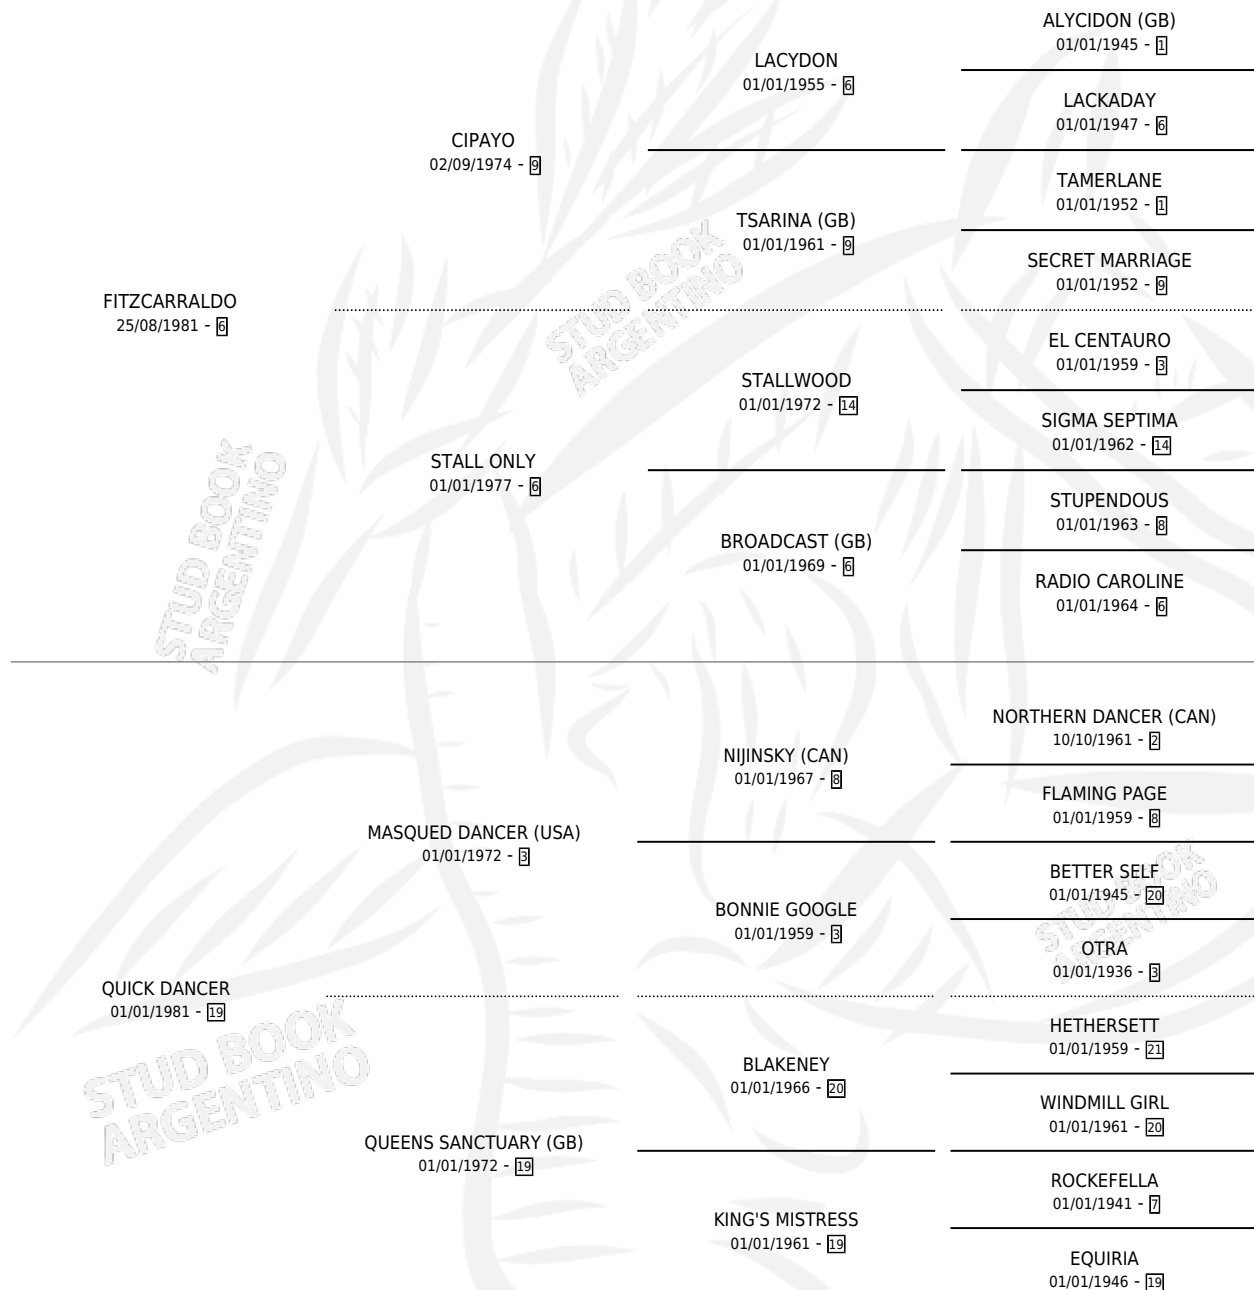 ALYCIDON (GB)
01/01/1945 - 1
LACYDON
01/01/1955 - 6
LACKADAY
01/01/1947 - 6
CIPAYO
02/09/1974 - 9
TAMERLANE
01/01/1952 - 1
TSARINA (GB)
01/01/1961 - 9
SECRET MARRIAGE
01/01/1952 - 9
FITZCARRALDO
25/08/1981 - 6
EL CENTAURO
01/01/1959 - 3
STALLWOOD
01/01/1972 - 14
SIGMA SEPTIMA
01/01/1962 - 14
STALL ONLY
01/01/1977 - 6
STUPENDOUS
01/01/1963 - 8
BROADCAST (GB)
01/01/1969 - 6
RADIO CAROLINE
01/01/1964 - 6
STUD BOOK
ARGENTINO
STUD BOOK
ARGENTINO
NORTHERN DANCER (CAN)
10/10/1961 - 2
NIJINSKY (CAN)
01/01/1967 - 8
FLAMING PAGE
01/01/1959 - 8
MASQUED DANCER (USA)
01/01/1972 - 3
BETTER SELF
01/01/1945 - 20
BONNIE GOOGLE
01/01/1959 - 3
OTRA
01/01/1936 - 3
QUICK DANCER
01/01/1981 - 19
HETHERSETT
01/01/1959 - 21
BLAKENEY
01/01/1966 - 20
WINDMILL GIRL
01/01/1961 - 20
QUEENS SANCTUARY (GB)
01/01/1972 - 19
ROCKEFELLA
01/01/1941 - 7
KING'S MISTRESS
01/01/1961 - 19
EQUIRIA
01/01/1946 - 19
STUD BOOK
ARGENTINO
STUD BOOK
ARGENTINO